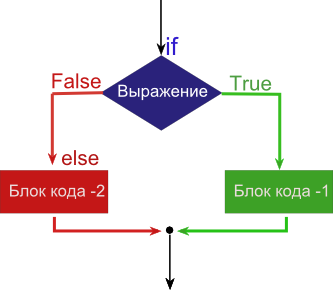 if
False
Выражение
True
else
Блок кода -2
Блок кода -1